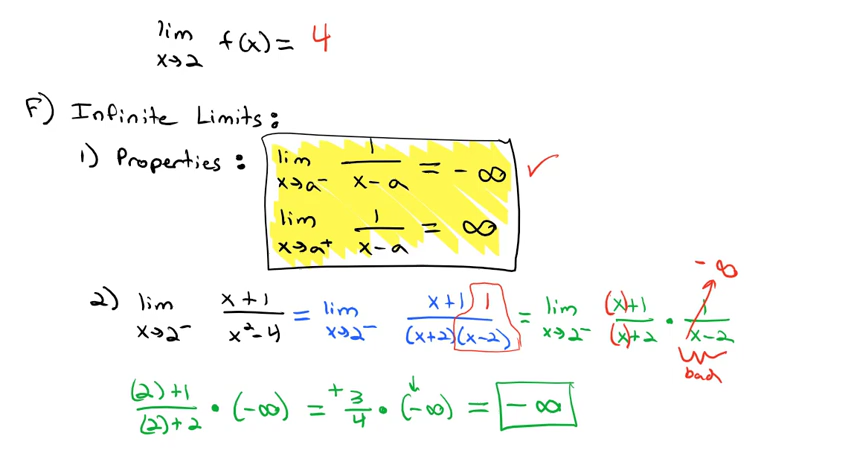 lim x→2 f(x) = 4
F) Infinite Limits:
1) Properties: lim x→a⁻ 1/(x-a) = -∞ ✓
lim x→a⁺ 1/(x-a) = ∞
-∞
2) lim x→2⁻ (x+1)/(x²-4) = lim x→2⁻ (x+1) 1/((x+2)(x-2)) = lim x→2⁻ ((x)+1)/((x)+2) • 1/(x-2)
bad
((2)+1)/((2)+2) • (-∞) = +3/4 • (-∞) = -∞